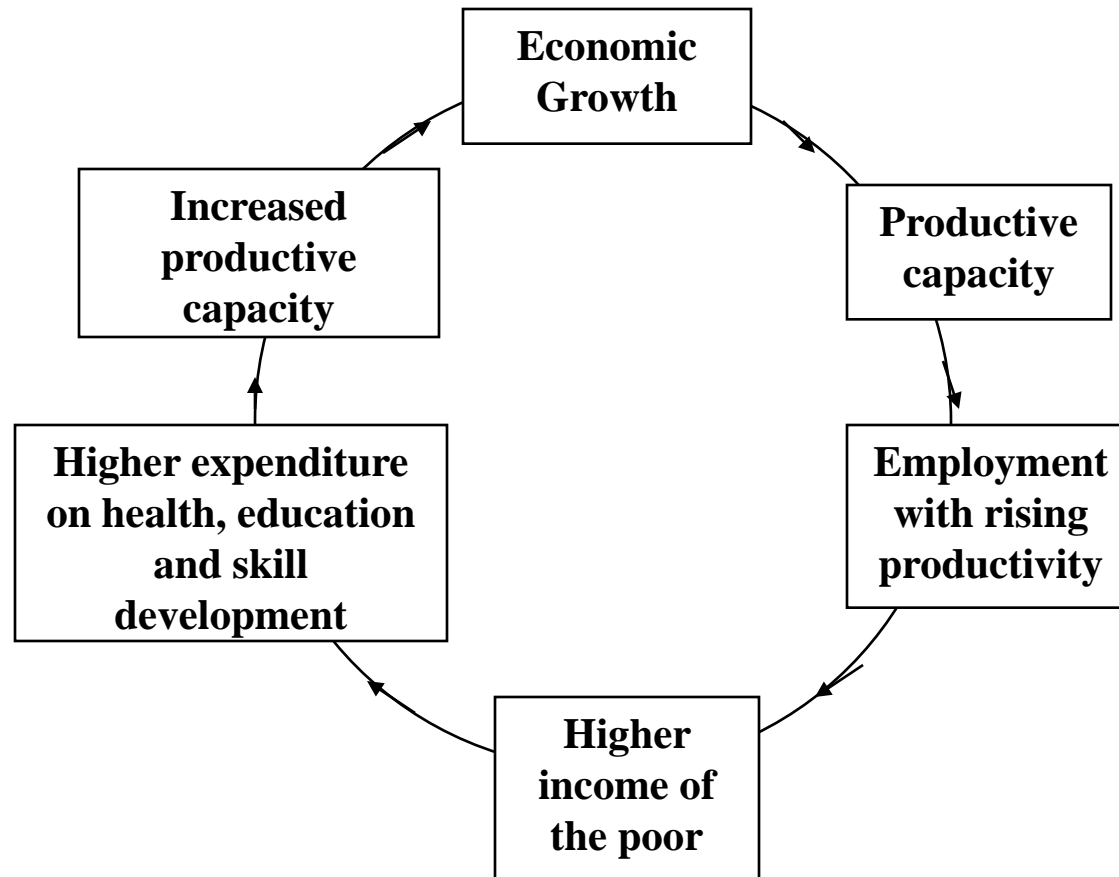 Economic
Growth
Productive
capacity
Employment
with rising
productivity
Higher
income of
the poor
Higher expenditure
on health, education
and skill
development
Increased
productive
capacity